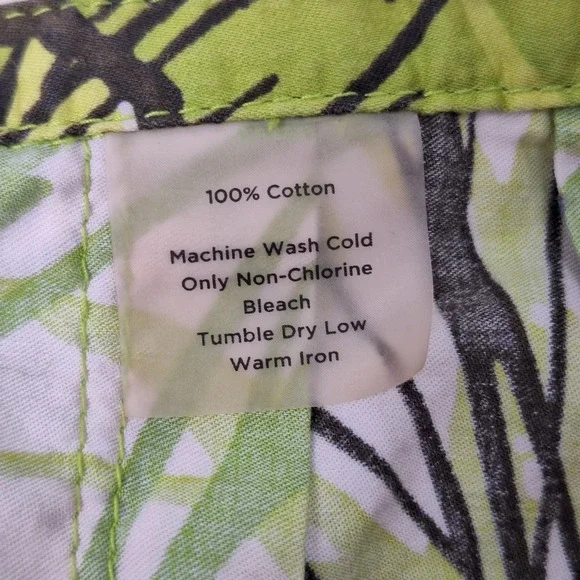 100% Cotton
Machine Wash Cold
Only Non-Chlorine
Bleach
Tumble Dry Low
Warm Iron